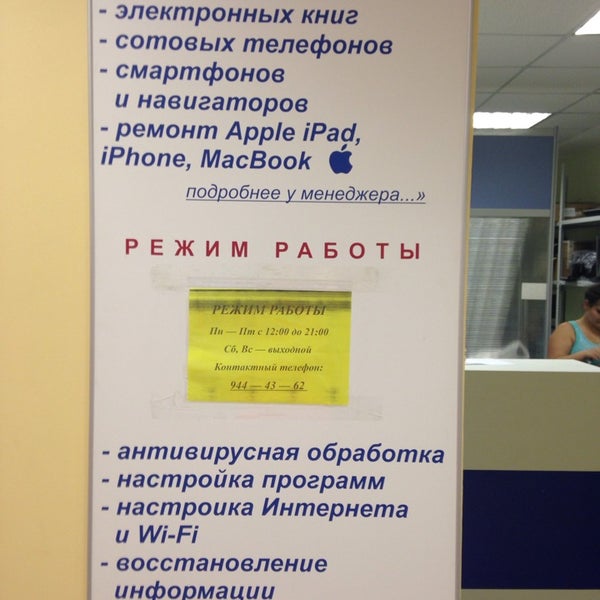 - электронных книг
- сотовых телефонов
- смартфонов
и навигаторов
- ремонт Apple iPad,
iPhone, MacBook
подробнее у менеджера...»
РЕЖИМ РАБОТЫ
РЕЖИМ РАБОТЫ
Пн — Пт с 12:00 до 21:00
Сб, Вс — выходной
Контактный телефон:
944 — 43 — 62
- антивирусная обработка
- настройка программ
- настроика Интернета
и Wi-Fi
- восстановление
информации